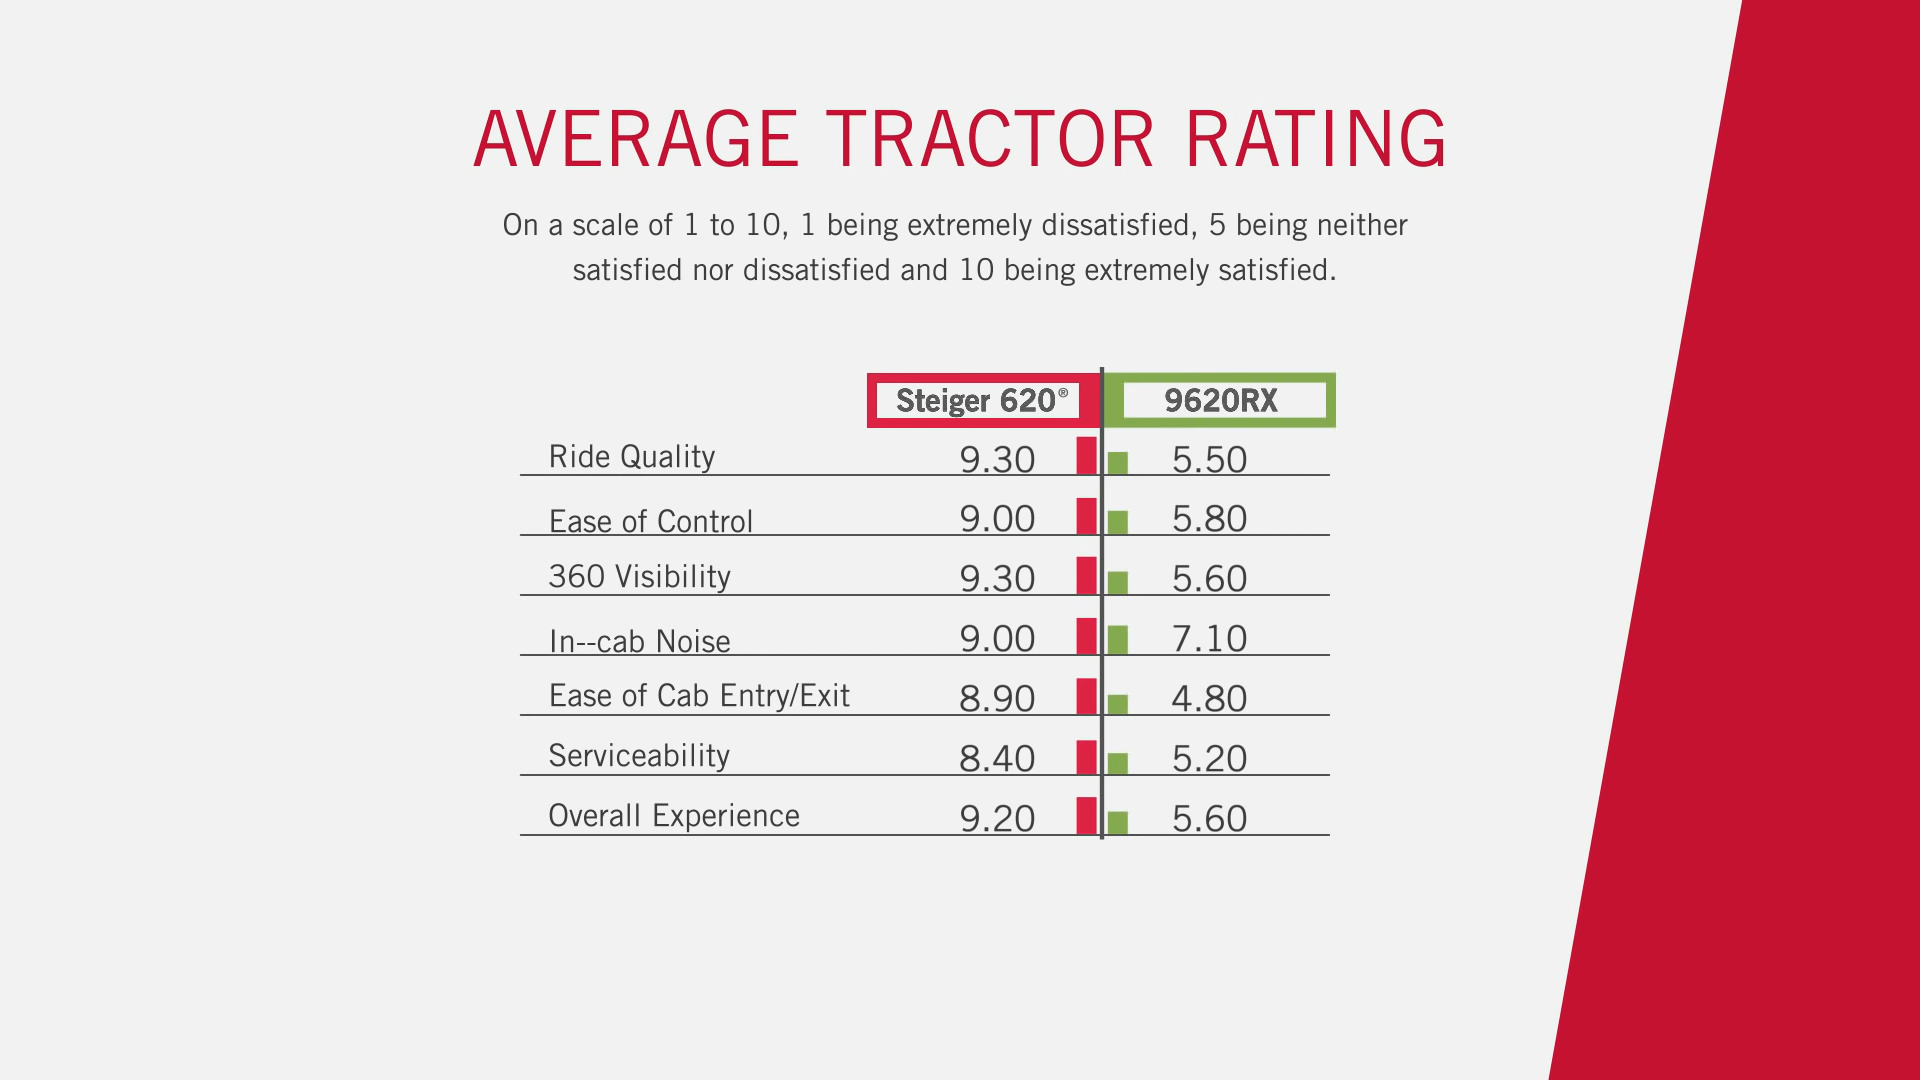 AVERAGE TRACTOR RATING
On a scale of 1 to 10, 1 being extremely dissatisfied, 5 being neither
satisfied nor dissatisfied and 10 being extremely satisfied.
Steiger 620® 9620RX
Ride Quality 9.30 5.50
Ease of Control 9.00 5.80
360 Visibility 9.30 5.60
In--cab Noise 9.00 7.10
Ease of Cab Entry/Exit 8.90 4.80
Serviceability 8.40 5.20
Overall Experience 9.20 5.60